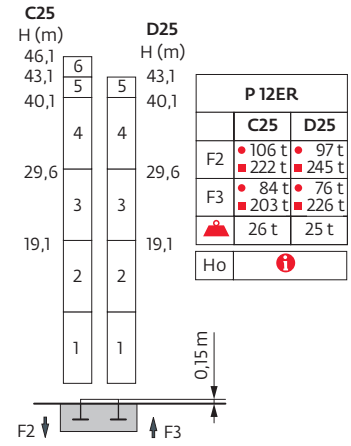 C25
H (m)
D25
H (m)
46,1
43,1
40,1
29,6
19,1
6
5
4
3
2
1
5
4
3
2
1
43,1
40,1
29,6
19,1
P 12ER
C25 D25
F2 ● 106 t ● 97 t
■ 222 t ■ 245 t
F3 ● 84 t ● 76 t
■ 203 t ■ 226 t
26 t 25 t
Ho i
0,15 m
F2 F3